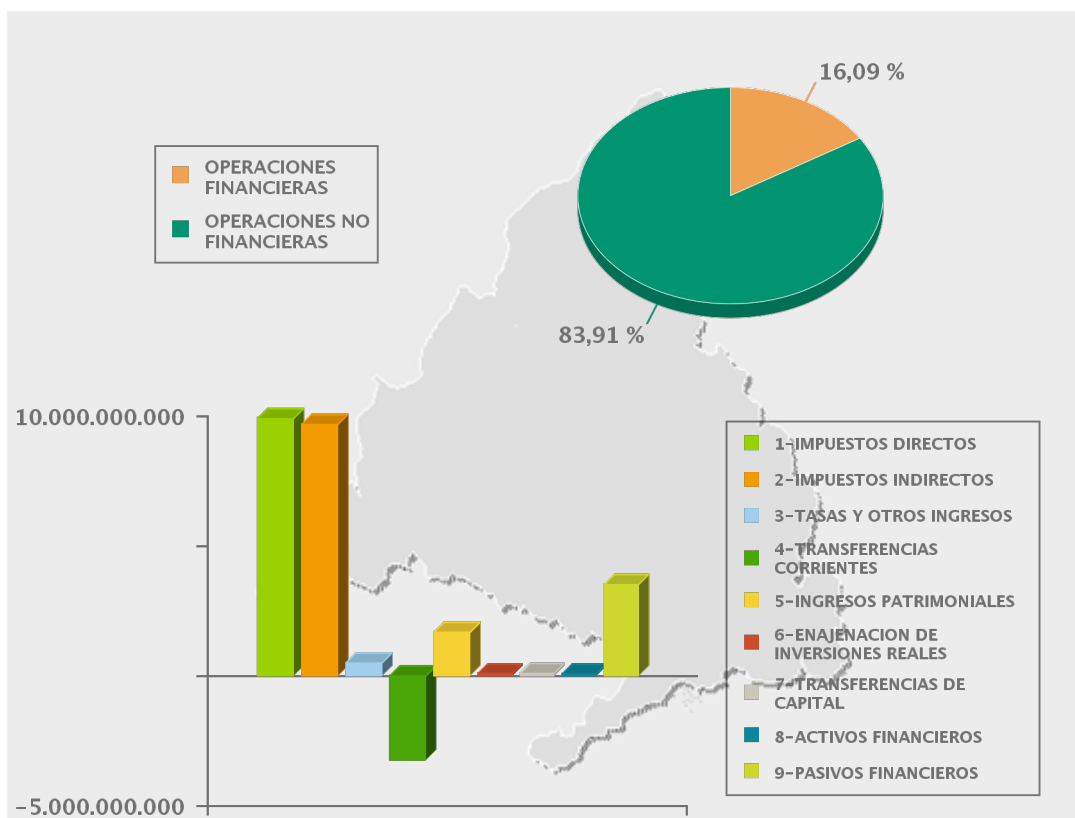 16,09 %
OPERACIONES
FINANCIERAS
OPERACIONES NO
FINANCIERAS
83,91 %
10.000.000.000
-5.000.000.000
1-IMPUESTOS DIRECTOS
2-IMPUESTOS INDIRECTOS
3-TASAS Y OTROS INGRESOS
4-TRANSFERENCIAS
CORRIENTES
5-INGRESOS PATRIMONIALES
6-ENAJENACION DE
INVERSIONES REALES
7-TRANSFERENCIAS DE
CAPITAL
8-ACTIVOS FINANCIEROS
9-PASIVOS FINANCIEROS